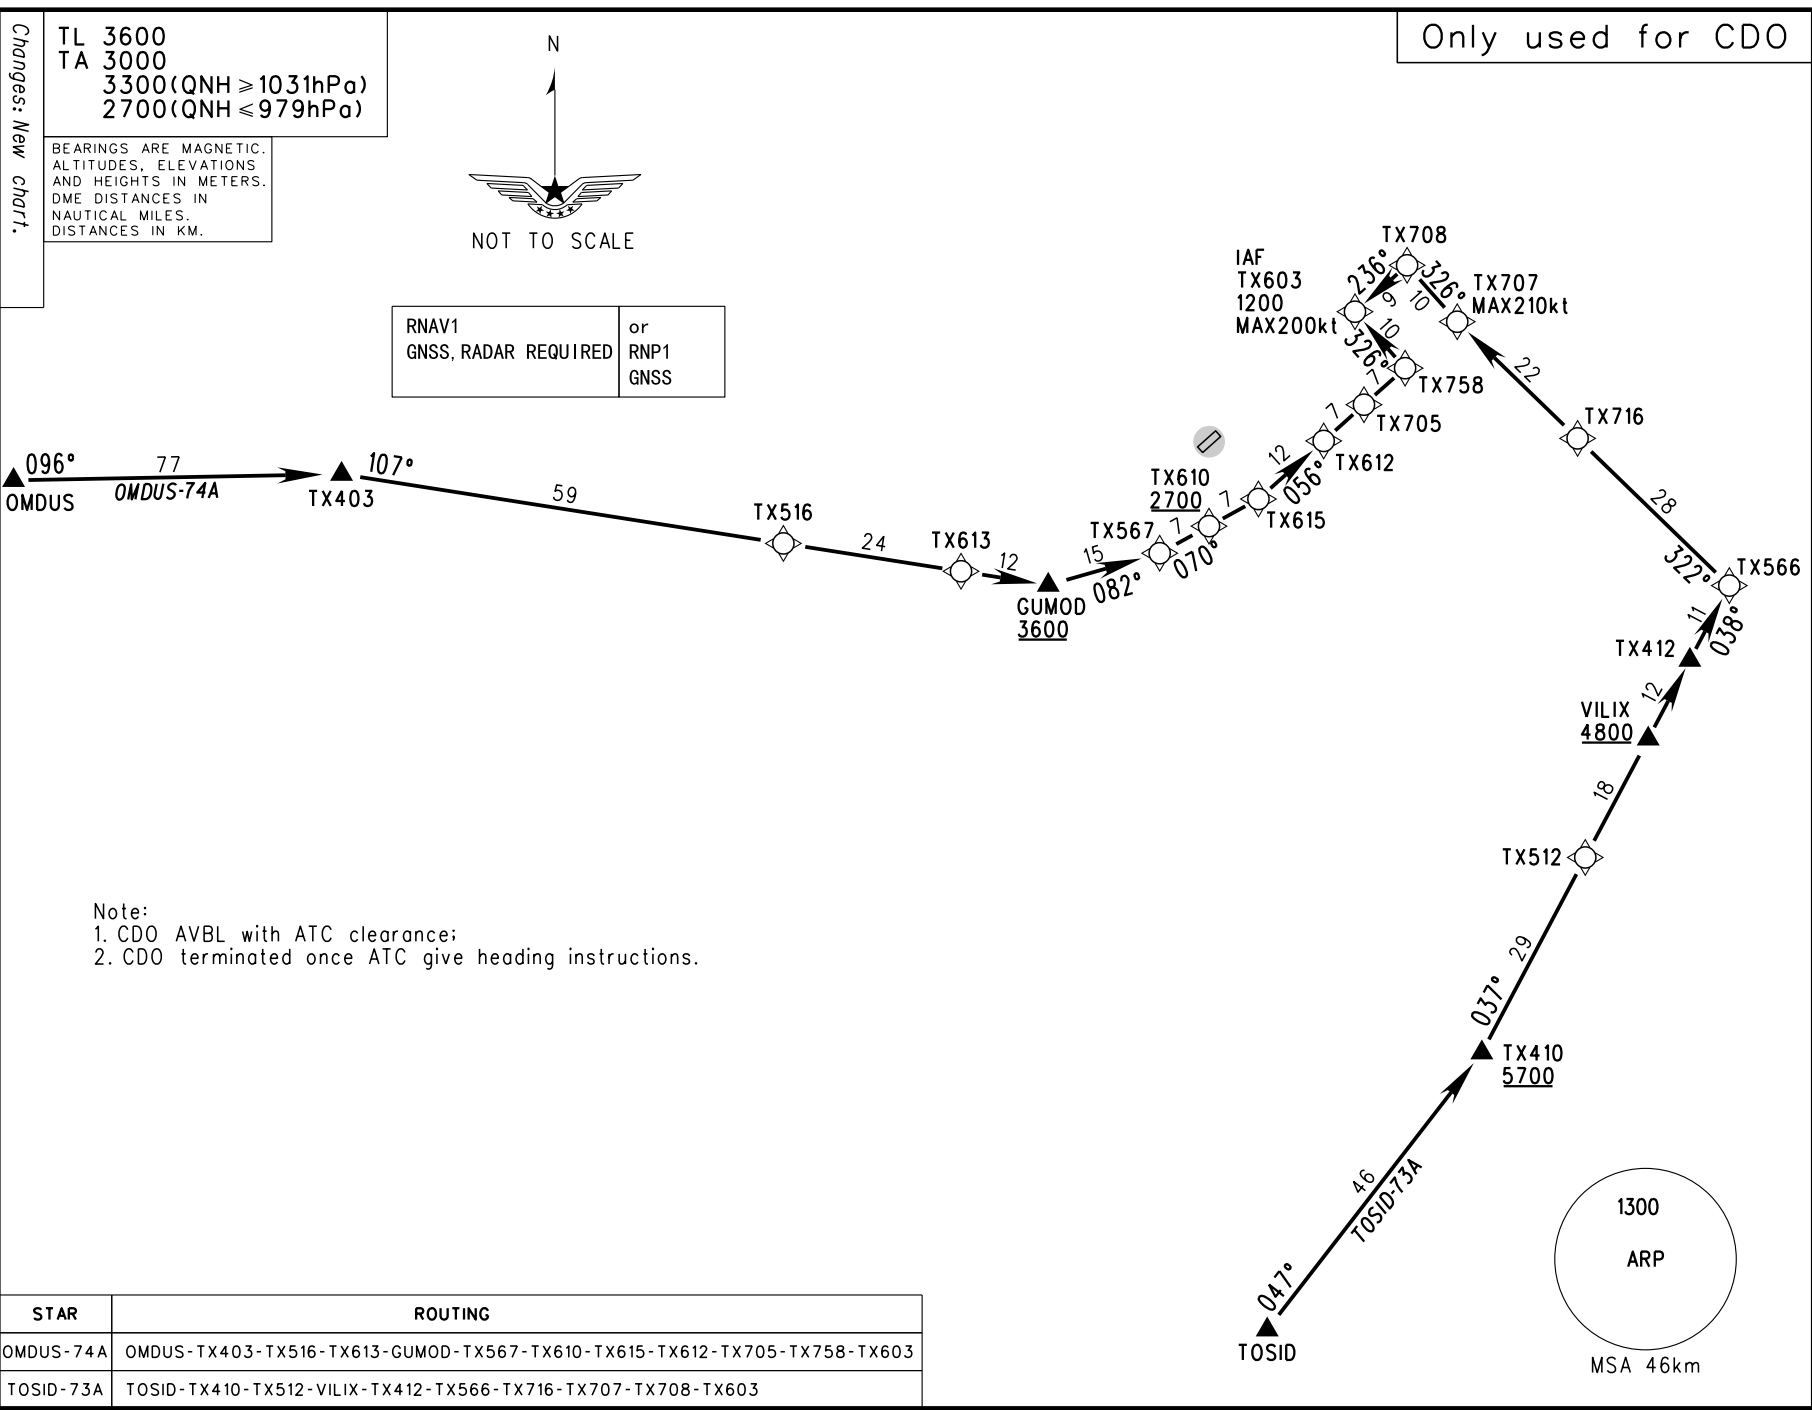 Changes: New chart.
TL 3600
TA 3000
3300(QNH ≥ 1031hPa)
2700(QNH ≤ 979hPa)
BEARINGS ARE MAGNETIC.
ALTITUDES, ELEVATIONS
AND HEIGHTS IN METERS.
DME DISTANCES IN
NAUTICAL MILES.
DISTANCES IN KM.
N
NOT TO SCALE
Only used for CDO
RNAV1
GNSS, RADAR REQUIRED
or
RNP1
GNSS
TX708
IAF
TX603
1200
MAX200kt
236°
9
326°
10
TX707
MAX210kt
10
326°
TX758
22
7
TX705
7
TX612
TX716
12
056°
28
096°
77
OMDUS
OMDUS-74A
107°
TX403
59
TX516
24
TX613
12
GUMOD
3600
15
082°
TX567
7
070°
TX610
2700
7
TX615
322°
TX566
11
038°
TX412
12
VILIX
4800
18
TX512
29
037°
TX410
5700
46
TOSID-73A
047°
TOSID
Note:
1. CDO AVBL with ATC clearance;
2. CDO terminated once ATC give heading instructions.
1300
ARP
MSA 46km
STAR ROUTING
OMDUS-74A OMDUS-TX403-TX516-TX613-GUMOD-TX567-TX610-TX615-TX612-TX705-TX758-TX603
TOSID-73A TOSID-TX410-TX512-VILIX-TX412-TX566-TX716-TX707-TX708-TX603